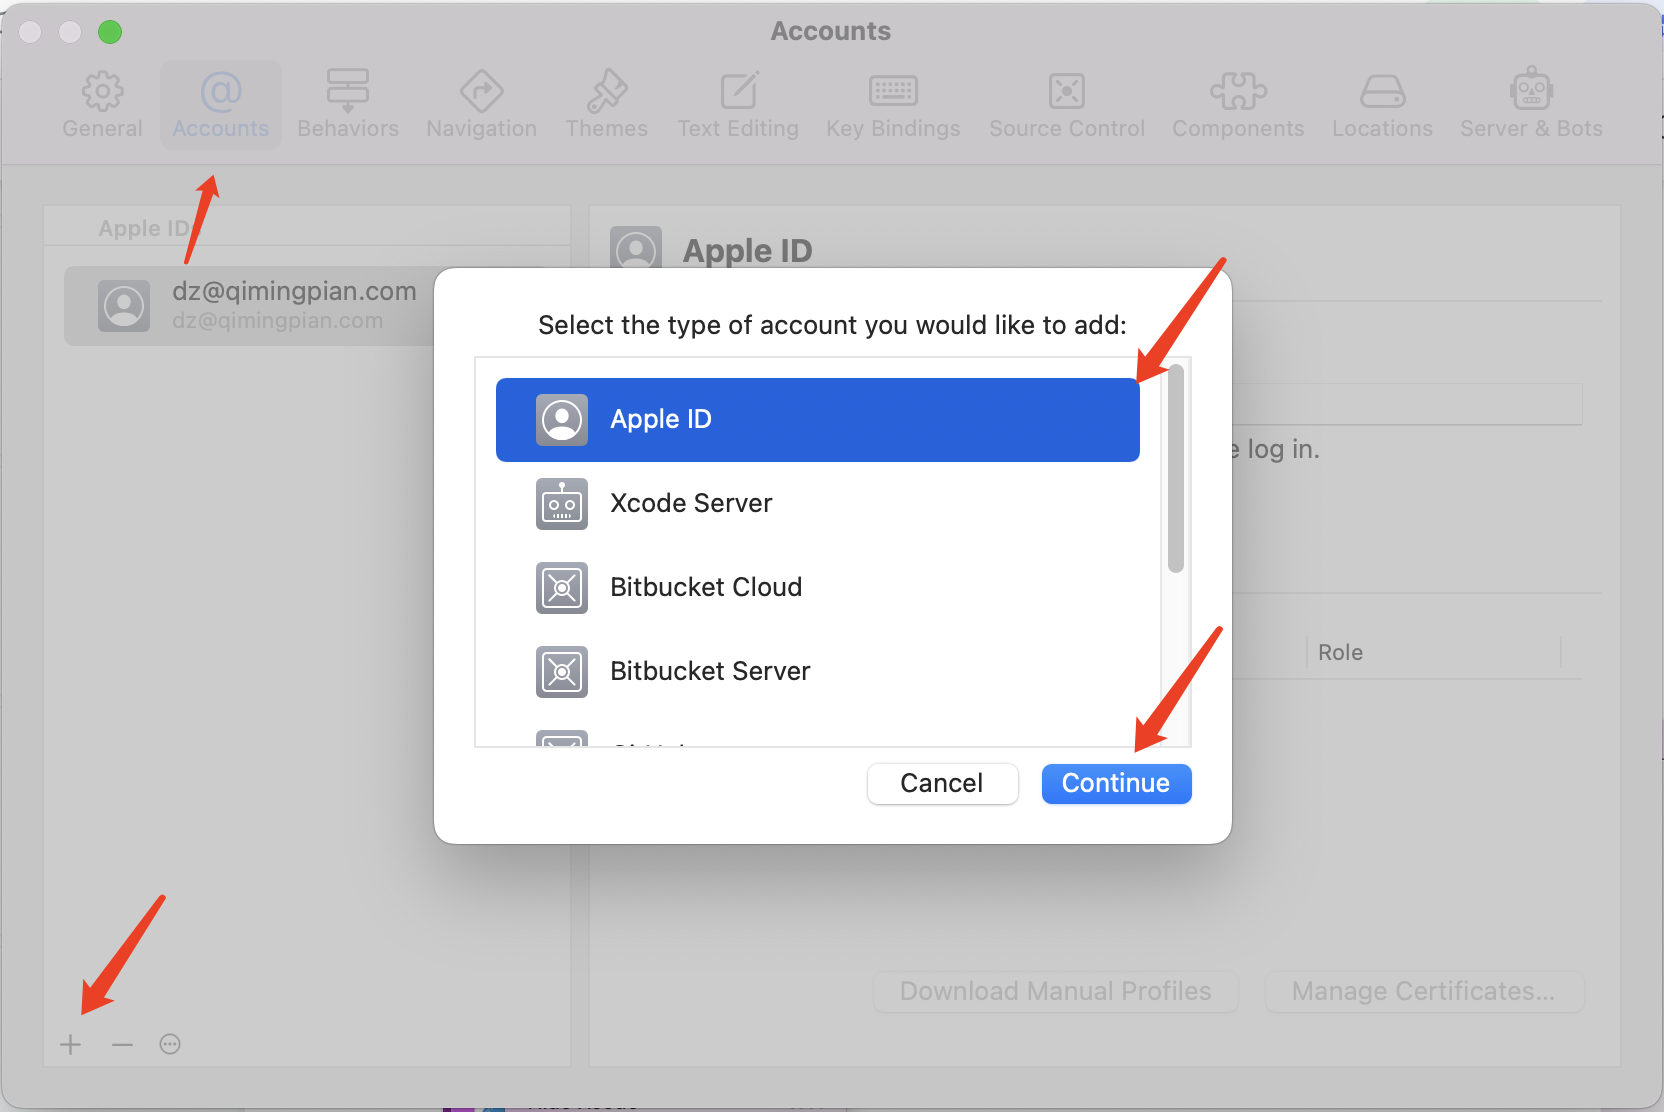 Accounts
General
Accounts
Behaviors
Navigation
Themes
Text Editing
Key Bindings
Source Control
Components
Locations
Server & Bots
Apple IDs
dz@qimingpian.com
dz@qimingpian.com
Apple ID
log in.
Role
Select the type of account you would like to add:
Apple ID
Xcode Server
Bitbucket Cloud
Bitbucket Server
Cancel
Continue
Download Manual Profiles
Manage Certificates...